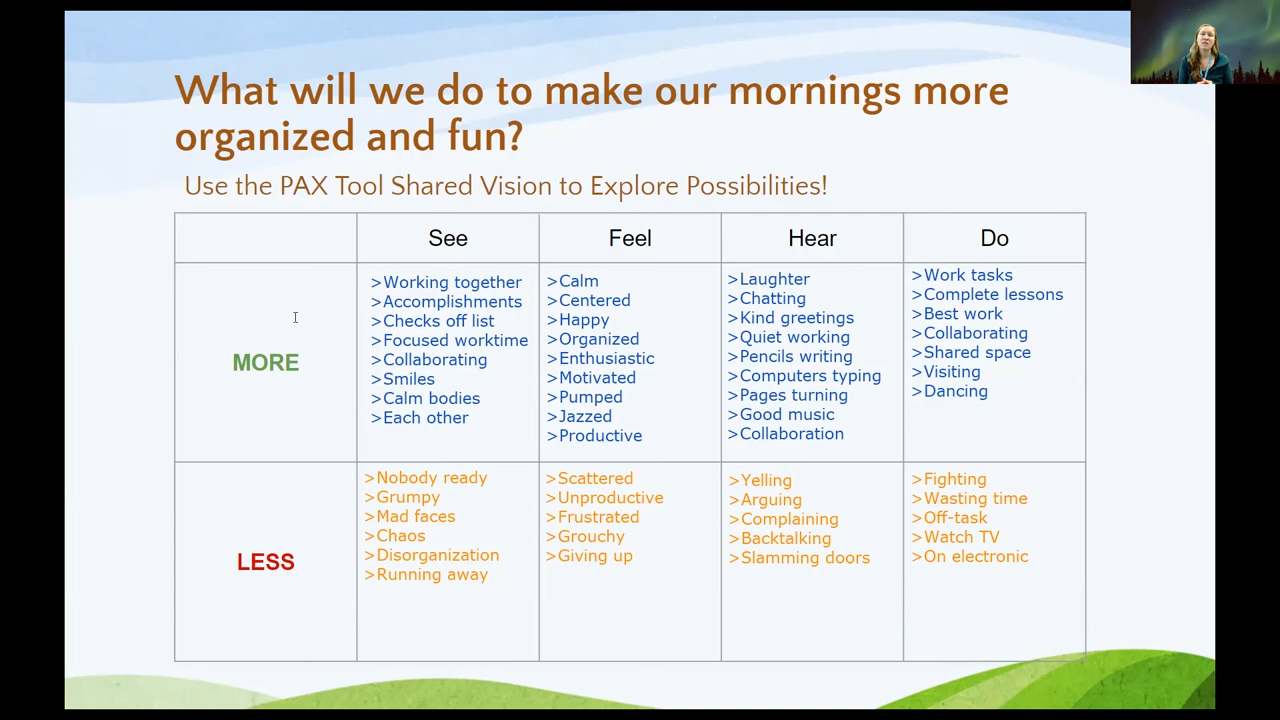 What will we do to make our mornings more
organized and fun?
Use the PAX Tool Shared Vision to Explore Possibilities!
See
Feel
Hear
Do
MORE
>Working together
>Accomplishments
>Checks off list
>Focused worktime
>Collaborating
>Smiles
>Calm bodies
>Each other
>Calm
>Centered
>Happy
>Organized
>Enthusiastic
>Motivated
>Pumped
>Jazzed
>Productive
>Laughter
>Chatting
>Kind greetings
>Quiet working
>Pencils writing
>Computers typing
>Pages turning
>Good music
>Collaboration
>Work tasks
>Complete lessons
>Best work
>Collaborating
>Shared space
>Visiting
>Dancing
LESS
>Nobody ready
>Grumpy
>Mad faces
>Chaos
>Disorganization
>Running away
>Scattered
>Unproductive
>Frustrated
>Grouchy
>Giving up
>Yelling
>Arguing
>Complaining
>Backtalking
>Slamming doors
>Fighting
>Wasting time
>Off-task
>Watch TV
>On electronic